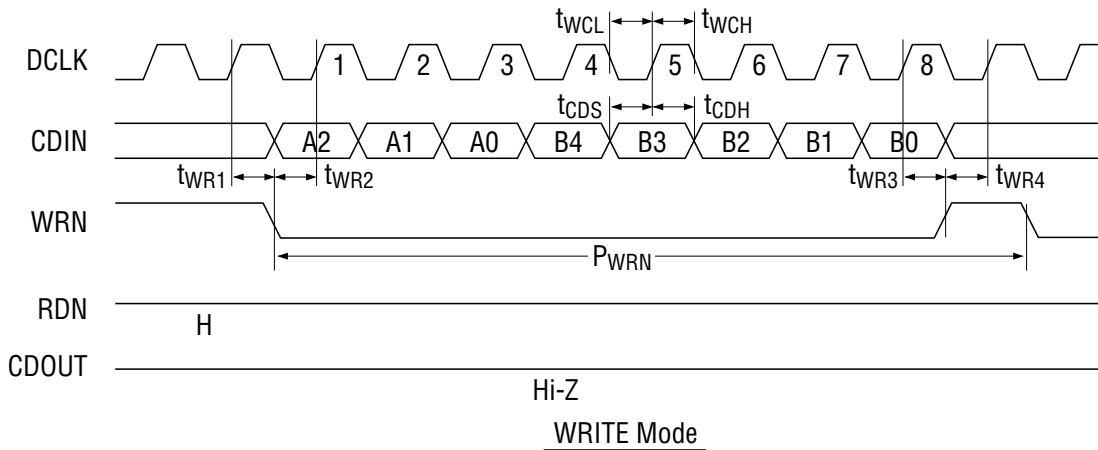 tWCL tWCH
DCLK 1 2 3 4 5 6 7 8
tCDS tCDH
CDIN A2 A1 A0 B4 B3 B2 B1 B0
tWR1 tWR2 tWR3 tWR4
WRN
PWRN
RDN
H
CDOUT
Hi-Z
WRITE Mode